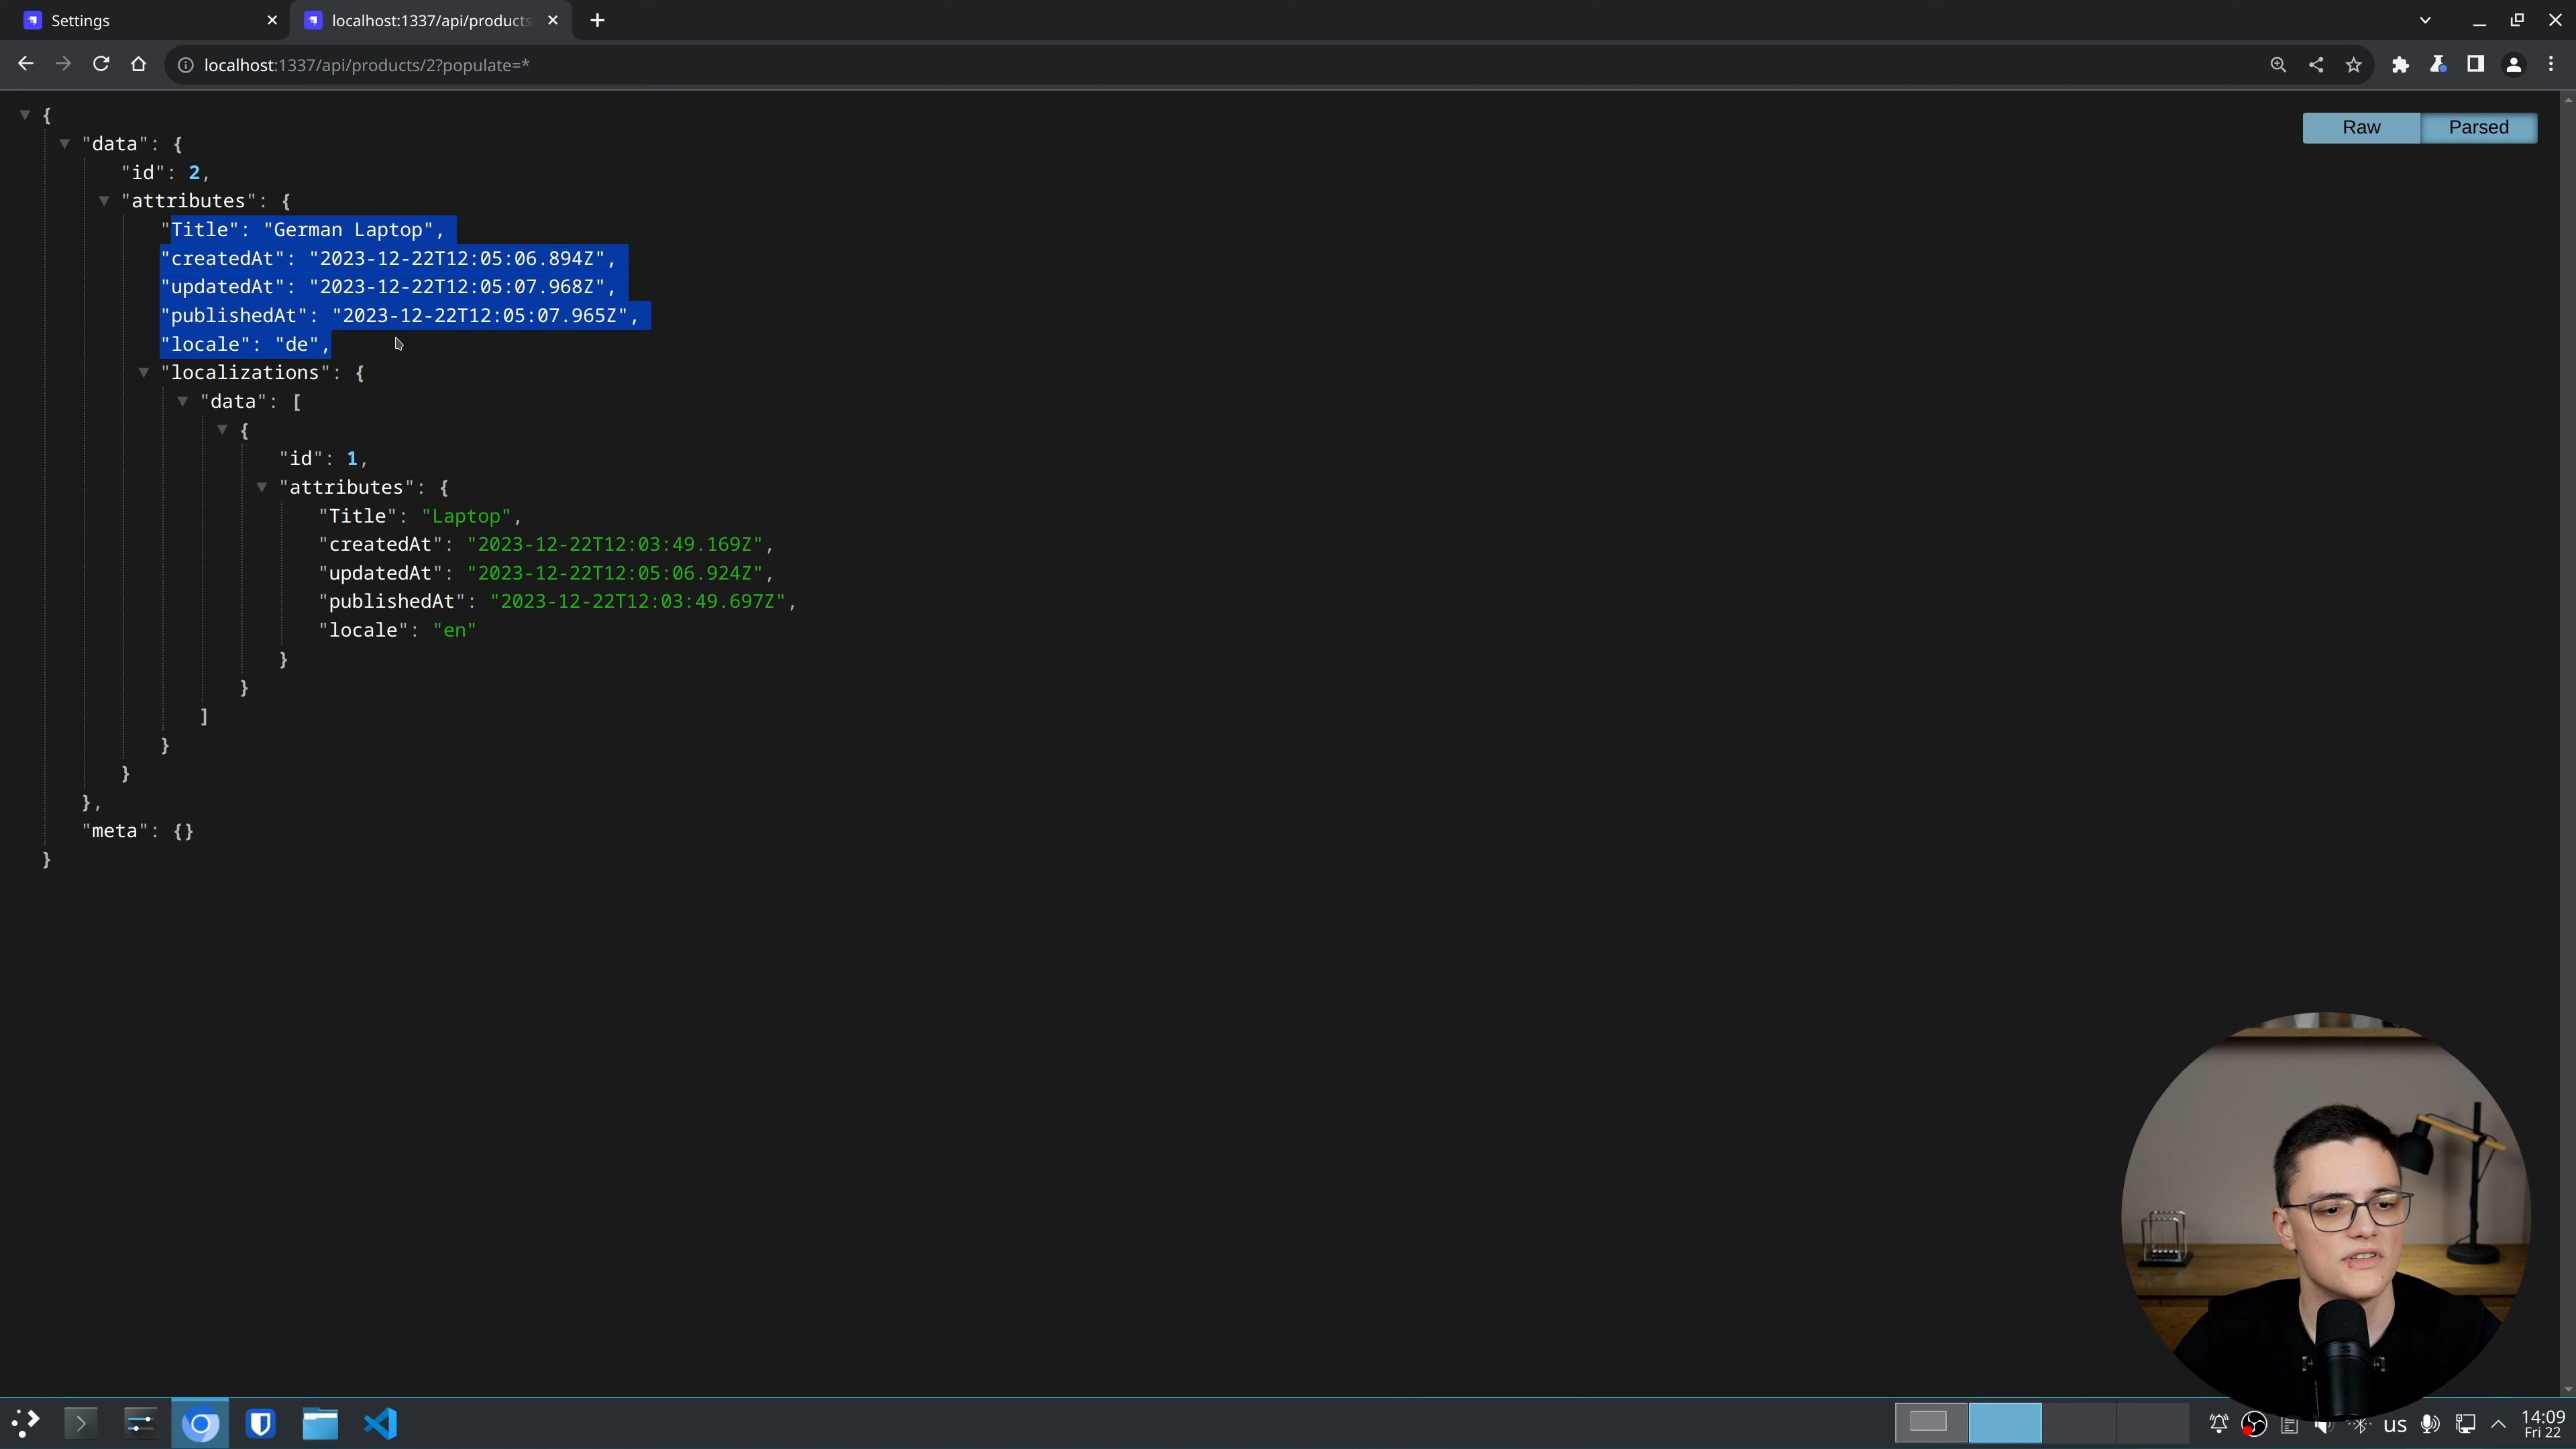 Settings
localhost:1337/api/products
localhost:1337/api/products/2?populate=*
Raw
Parsed
{
"data": {
"id": 2,
"attributes": {
"Title": "German Laptop",
"createdAt": "2023-12-22T12:05:06.894Z",
"updatedAt": "2023-12-22T12:05:07.968Z",
"publishedAt": "2023-12-22T12:05:07.965Z",
"locale": "de",
"localizations": {
"data": [
{
"id": 1,
"attributes": {
"Title": "Laptop",
"createdAt": "2023-12-22T12:03:49.169Z",
"updatedAt": "2023-12-22T12:05:06.924Z",
"publishedAt": "2023-12-22T12:03:49.697Z",
"locale": "en"
}
}
]
}
}
},
"meta": {}
}
us
14:09
Fri 22